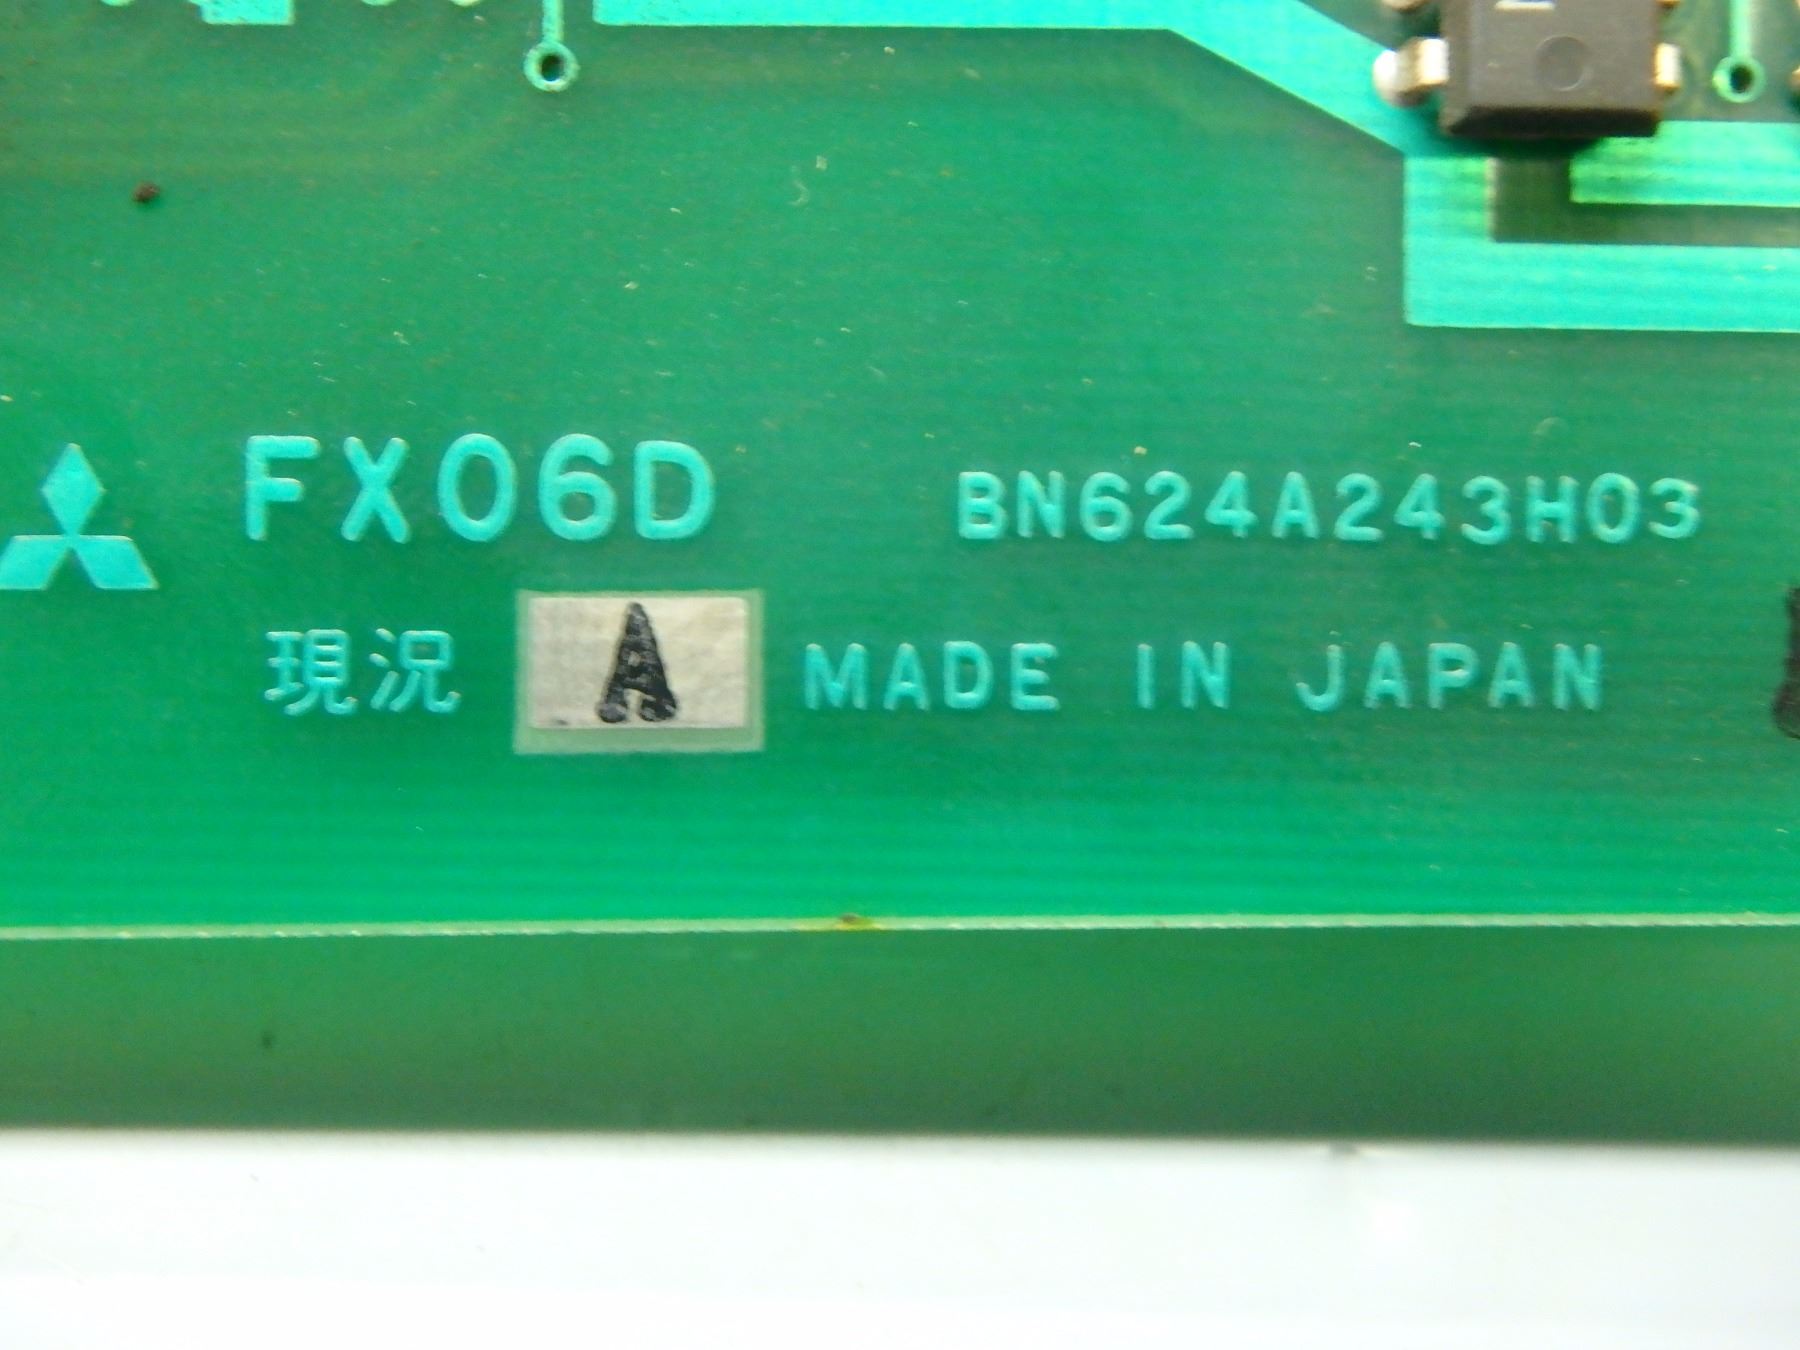 FX06D BN624A243H03
現況 A MADE IN JAPAN